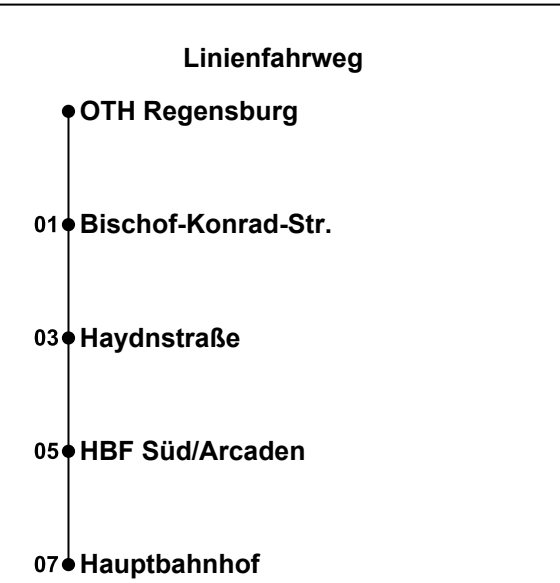 Linienfahrweg
OTH Regensburg
01 Bischof-Konrad-Str.
03 Haydnstraße
05 HBF Süd/Arcaden
07 Hauptbahnhof